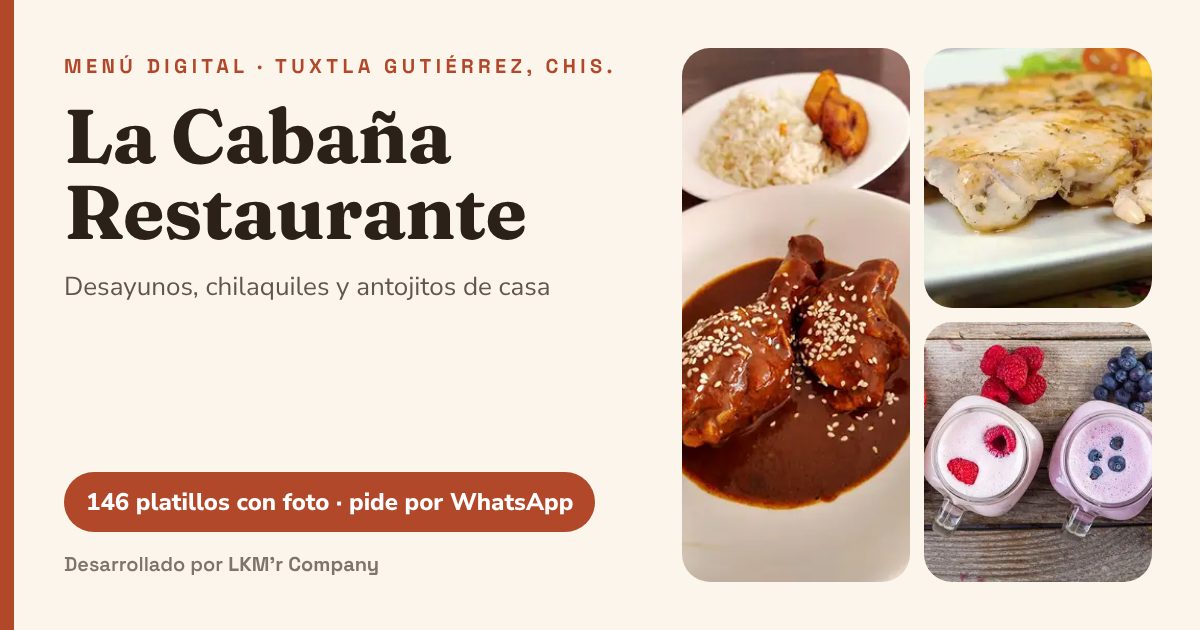 MENÚ DIGITAL · TUXTLA GUTIÉRREZ, CHIS.
La Cabaña
Restaurante
Desayunos, chilaquiles y antojitos de casa
146 platillos con foto · pide por WhatsApp
Desarrollado por LKM’r Company